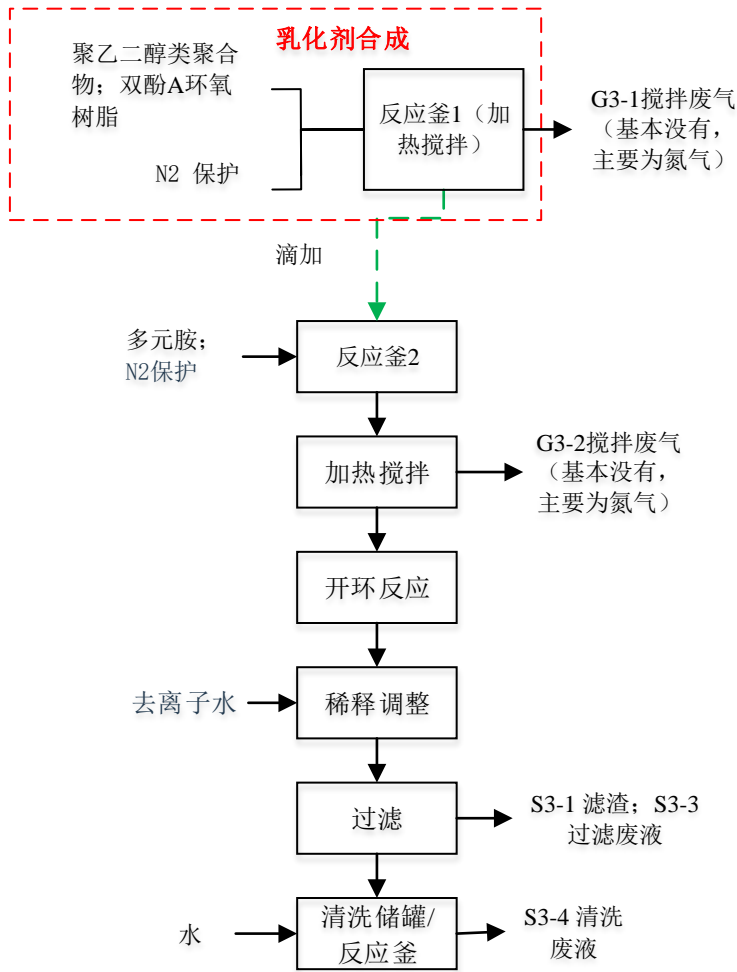 乳化剂合成
聚乙二醇类聚合
物；双酚A环氧
树脂
N2 保护
反应釜1（加
热搅拌）
G3-1搅拌废气
（基本没有，
主要为氮气）
滴加
多元胺；
N2保护
反应釜2
加热搅拌
G3-2搅拌废气
（基本没有，
主要为氮气）
开环反应
去离子水
稀释调整
过滤
S3-1 滤渣；S3-3
过滤废液
水
清洗储罐/
反应釜
S3-4 清洗
废液